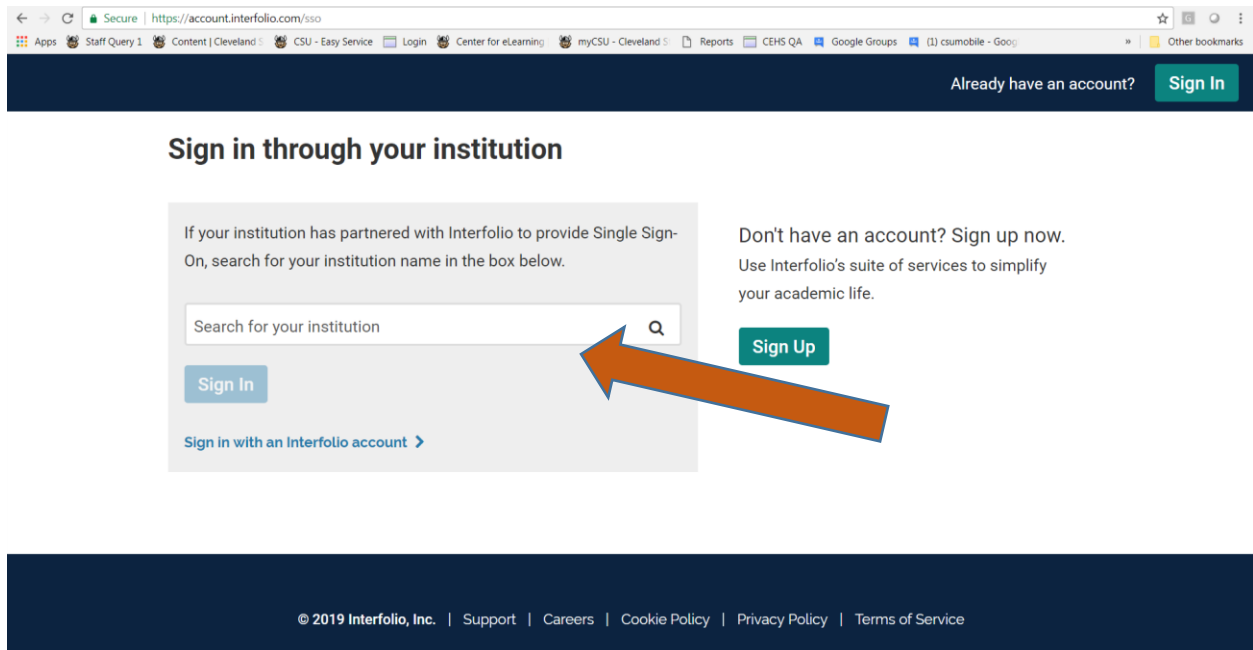 Secure | https://account.interfolio.com/sso
Apps Staff Query 1 Content | Cleveland S CSU - Easy Service Login Center for eLearning myCSU - Cleveland S Reports CEHS QA Google Groups (1) csumobile - Goog » Other bookmarks
Already have an account? Sign In
Sign in through your institution
If your institution has partnered with Interfolio to provide Single Sign-
On, search for your institution name in the box below.
Search for your institution
Sign In
Sign in with an Interfolio account
Don't have an account? Sign up now.
Use Interfolio's suite of services to simplify
your academic life.
Sign Up
© 2019 Interfolio, Inc. | Support | Careers | Cookie Policy | Privacy Policy | Terms of Service